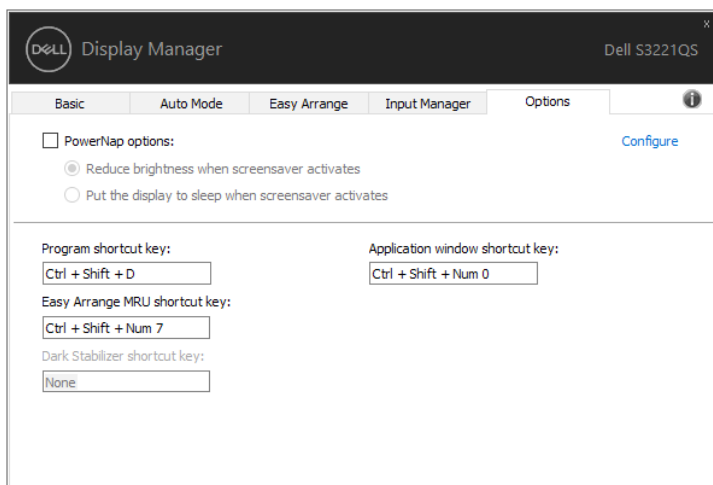 x
DELL Display Manager Dell S3221QS
Basic Auto Mode Easy Arrange Input Manager Options i
PowerNap options: Configure
Reduce brightness when screensaver activates
Put the display to sleep when screensaver activates
Program shortcut key: Application window shortcut key:
Ctrl + Shift + D Ctrl + Shift + Num 0
Easy Arrange MRU shortcut key:
Ctrl + Shift + Num 7
Dark Stabilizer shortcut key:
None